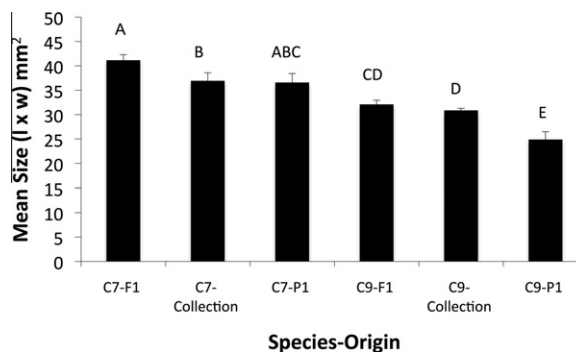 Mean Size (l x w) mm²
50
45
40
35
30
25
20
15
10
5
0
A
B
ABC
CD
D
E
C7-F1
C7-
Collection
C7-P1
C9-F1
C9-
Collection
C9-P1
Species-Origin